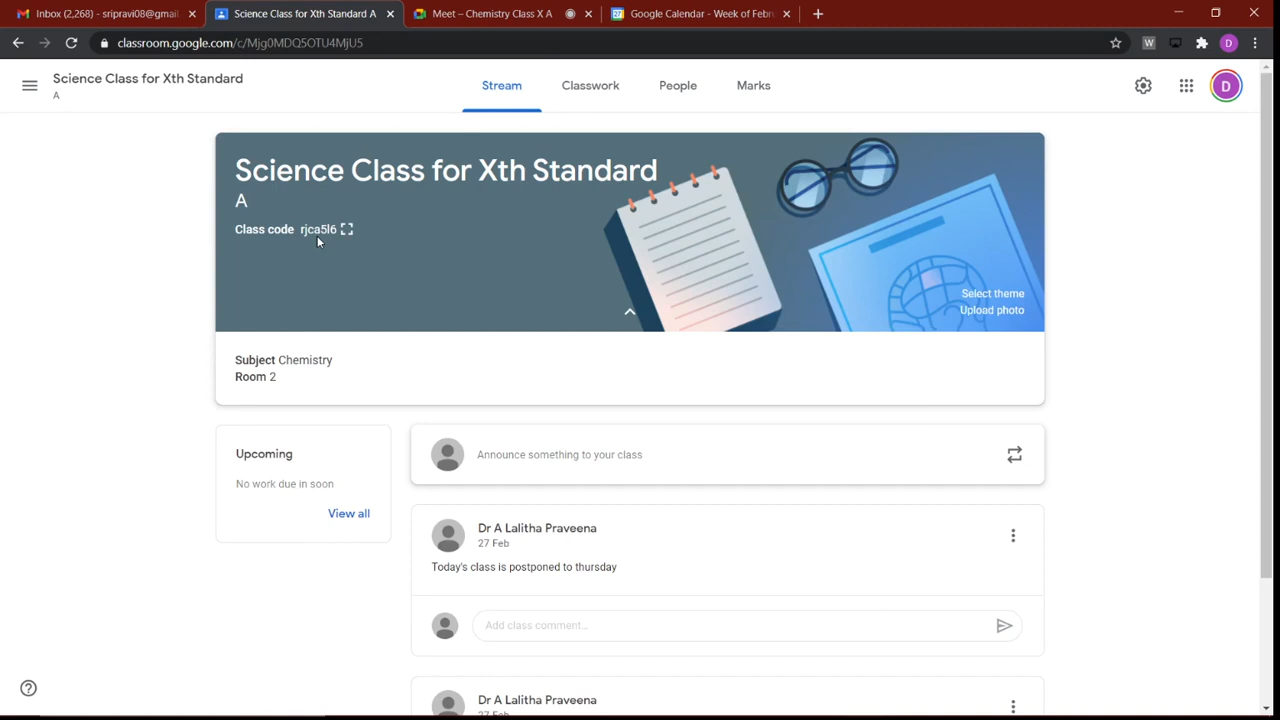 Inbox (2,268) - sripravi08@gmail
Science Class for Xth Standard A
Meet – Chemistry Class X A
Google Calendar - Week of Febr
classroom.google.com/c/Mjg0MDQ5OTU4MjU5
W
D
Science Class for Xth Standard
A
Stream
Classwork
People
Marks
D
Science Class for Xth Standard
A
Class code rjca5l6
Select theme
Upload photo
Subject Chemistry
Room 2
Upcoming
No work due in soon
View all
Announce something to your class
Dr A Lalitha Praveena
27 Feb
Today's class is postponed to thursday
Add class comment...
Dr A Lalitha Praveena
27 Feb